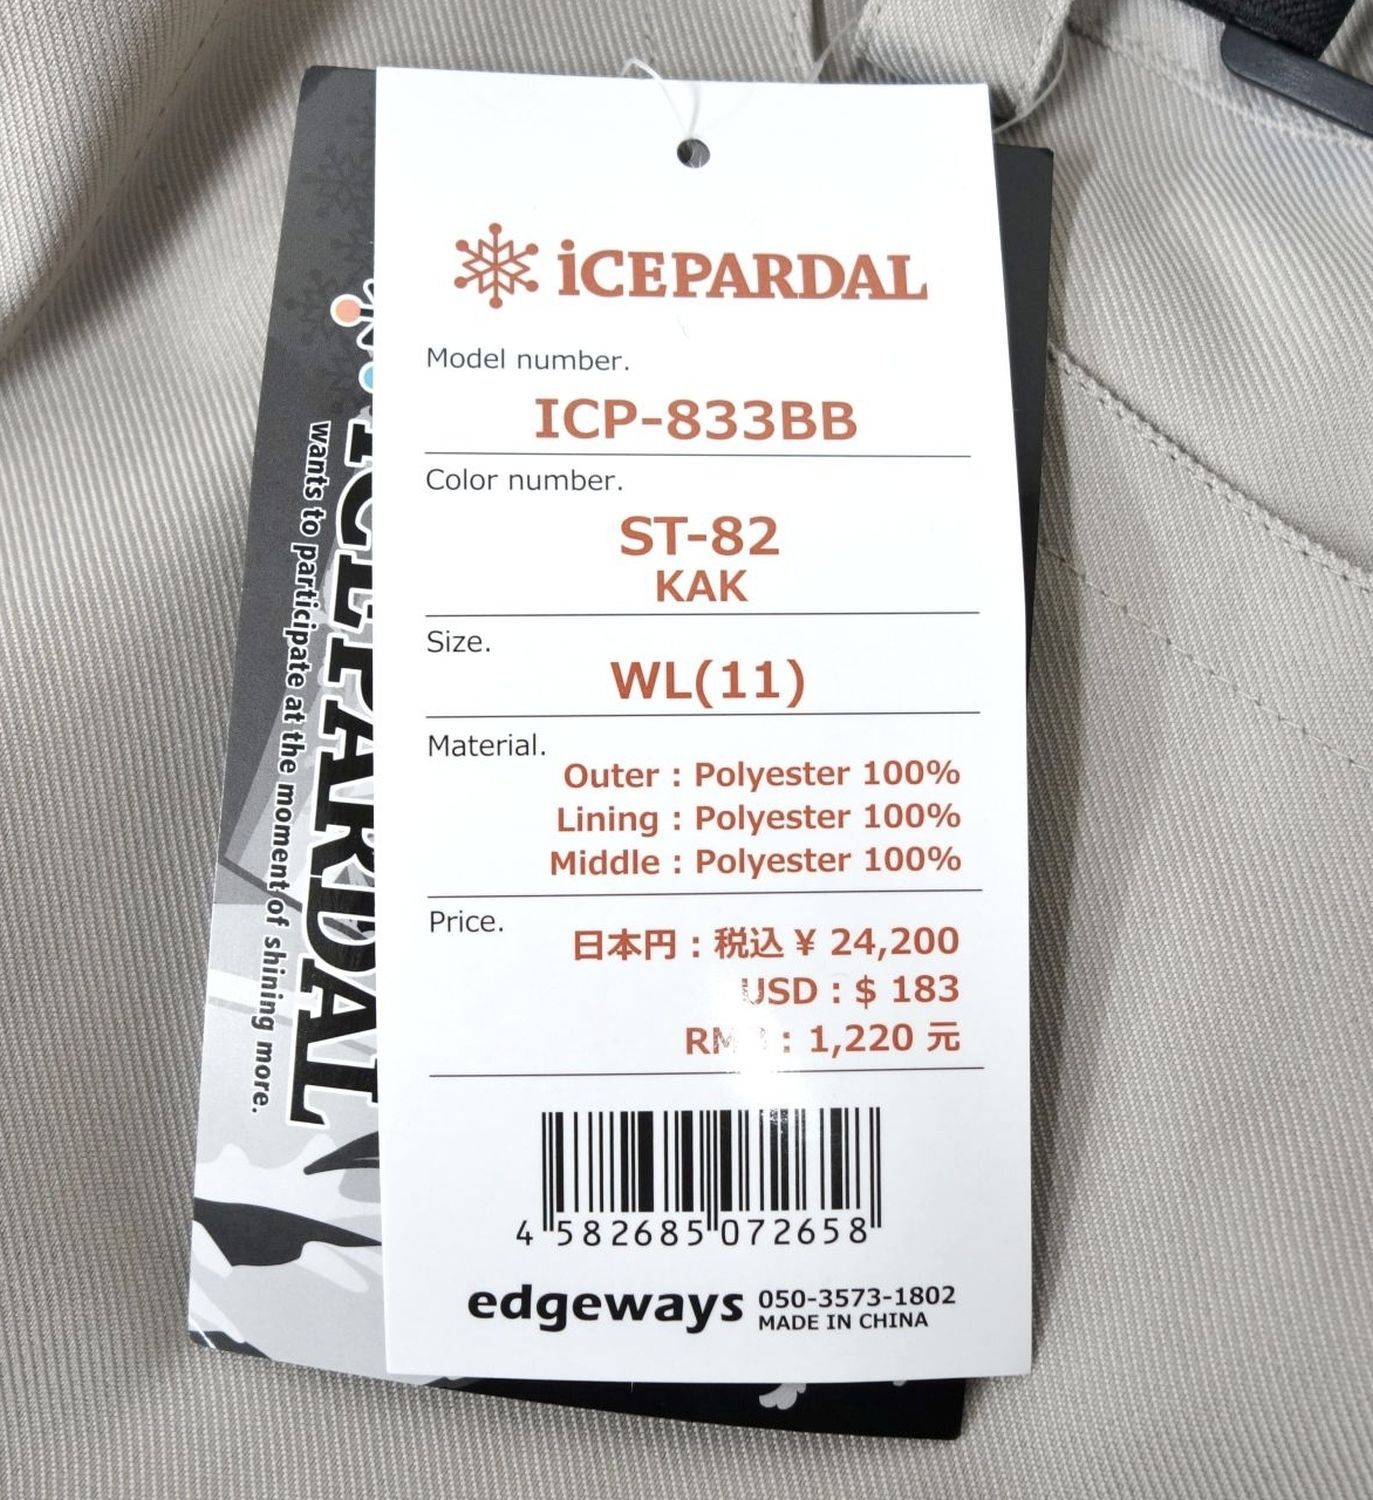 iCEPARDAL
Model number.
ICP-833BB
Color number.
ST-82
KAK
Size.
WL(11)
Material.
Outer : Polyester 100%
Lining : Polyester 100%
Middle : Polyester 100%
Price.
日本円 : 税込 ¥ 24,200
USD : $ 183
RMB : 1,220 元
4 582685 072658
edgeways 050-3573-1802
MADE IN CHINA
ICEPARDAL
wants to participate at the moment of shining more.